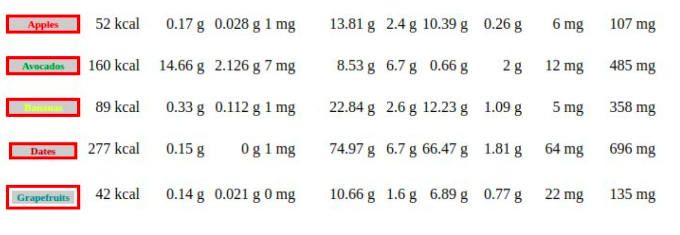 Apples 52 kcal 0.17 g 0.028 g 1 mg 13.81 g 2.4 g 10.39 g 0.26 g 6 mg 107 mg
Avocados 160 kcal 14.66 g 2.126 g 7 mg 8.53 g 6.7 g 0.66 g 2 g 12 mg 485 mg
Bananas 89 kcal 0.33 g 0.112 g 1 mg 22.84 g 2.6 g 12.23 g 1.09 g 5 mg 358 mg
Dates 277 kcal 0.15 g 0 g 1 mg 74.97 g 6.7 g 66.47 g 1.81 g 64 mg 696 mg
Grapefruits 42 kcal 0.14 g 0.021 g 0 mg 10.66 g 1.6 g 6.89 g 0.77 g 22 mg 135 mg